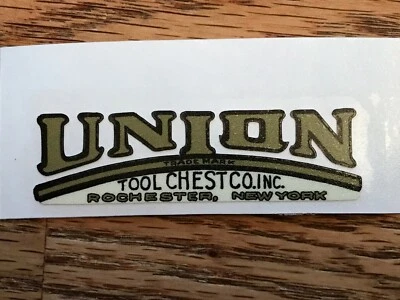 UNION
TRADE MARK
TOOL CHEST CO. INC.
ROCHESTER, NEW YORK